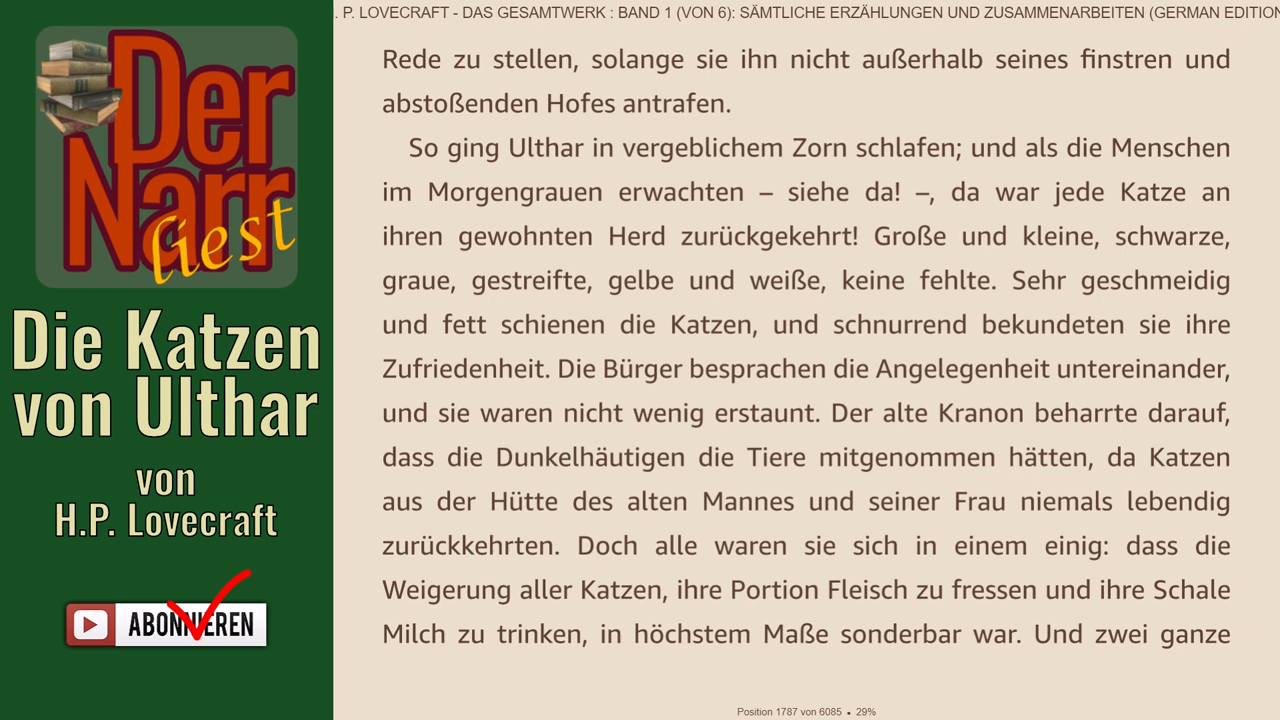 . P. LOVECRAFT - DAS GESAMTWERK : BAND 1 (VON 6): SÄMTLICHE ERZÄHLUNGEN UND ZUSAMMENARBEITEN (GERMAN EDITION
Der
Narr
liest
Die Katzen
von Ulthar
von
H.P. Lovecraft
ABONNIEREN
Rede zu stellen, solange sie ihn nicht außerhalb seines finstren und
abstoßenden Hofes antrafen.
So ging Ulthar in vergeblichem Zorn schlafen; und als die Menschen
im Morgengrauen erwachten – siehe da! –, da war jede Katze an
ihren gewohnten Herd zurückgekehrt! Große und kleine, schwarze,
graue, gestreifte, gelbe und weiße, keine fehlte. Sehr geschmeidig
und fett schienen die Katzen, und schnurrend bekundeten sie ihre
Zufriedenheit. Die Bürger besprachen die Angelegenheit untereinander,
und sie waren nicht wenig erstaunt. Der alte Kranon beharrte darauf,
dass die Dunkelhäutigen die Tiere mitgenommen hätten, da Katzen
aus der Hütte des alten Mannes und seiner Frau niemals lebendig
zurückkehrten. Doch alle waren sie sich in einem einig: dass die
Weigerung aller Katzen, ihre Portion Fleisch zu fressen und ihre Schale
Milch zu trinken, in höchstem Maße sonderbar war. Und zwei ganze
Position 1787 von 6085 • 29%